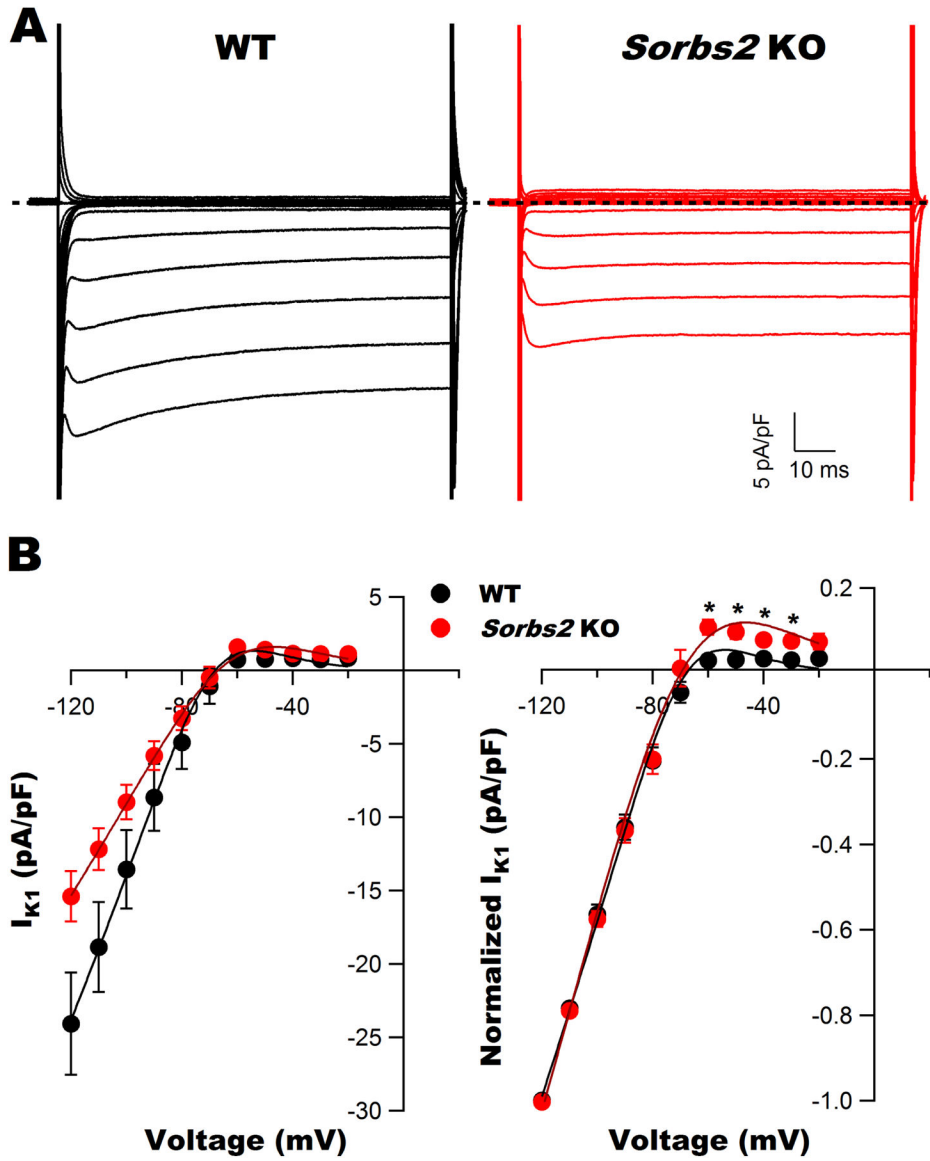 A
WT
Sorbs2 KO
5 pA/pF
10 ms
B
WT
Sorbs2 KO
5
-120
-80
-40
-5
-10
-15
-20
-25
-30
I_K1 (pA/pF)
Voltage (mV)
0.2
* * * *
-120
-80
-40
-0.2
-0.4
-0.6
-0.8
-1.0
Normalized I_K1 (pA/pF)
Voltage (mV)